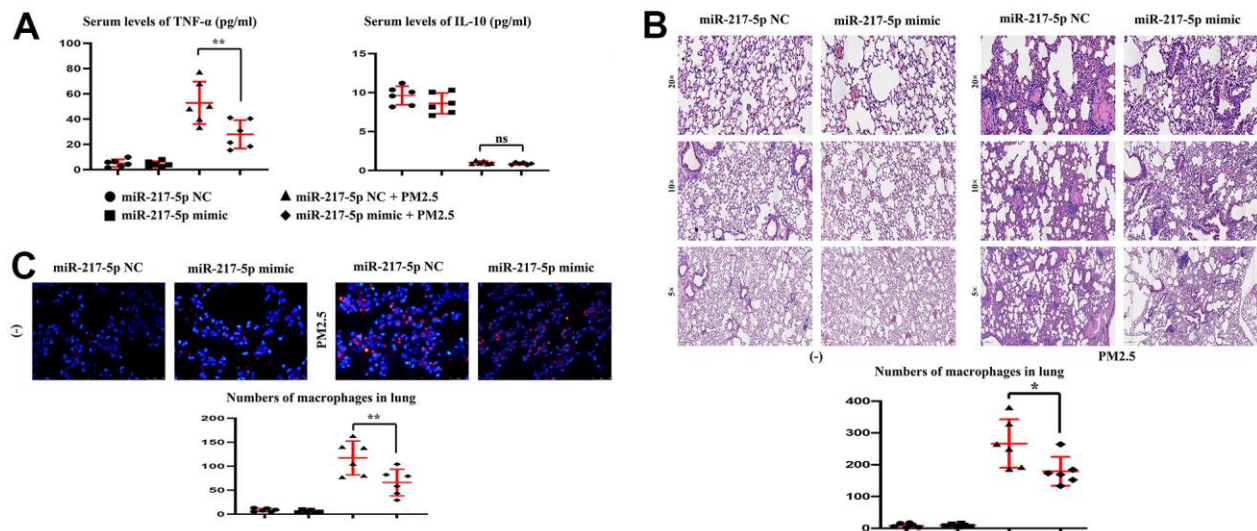 A
Serum levels of TNF-α (pg/ml)
100
80
60
40
20
0
**
Serum levels of IL-10 (pg/ml)
15
10
5
0
ns
miR-217-5p NC
miR-217-5p mimic
miR-217-5p NC + PM2.5
miR-217-5p mimic + PM2.5
B
miR-217-5p NC
miR-217-5p mimic
miR-217-5p NC
miR-217-5p mimic
20×
20×
10×
10×
5×
5×
(-)
PM2.5
Numbers of macrophages in lung
400
300
200
100
0
*
C
miR-217-5p NC
miR-217-5p mimic
miR-217-5p NC
miR-217-5p mimic
(-)
PM2.5
Numbers of macrophages in lung
200
150
100
50
0
**